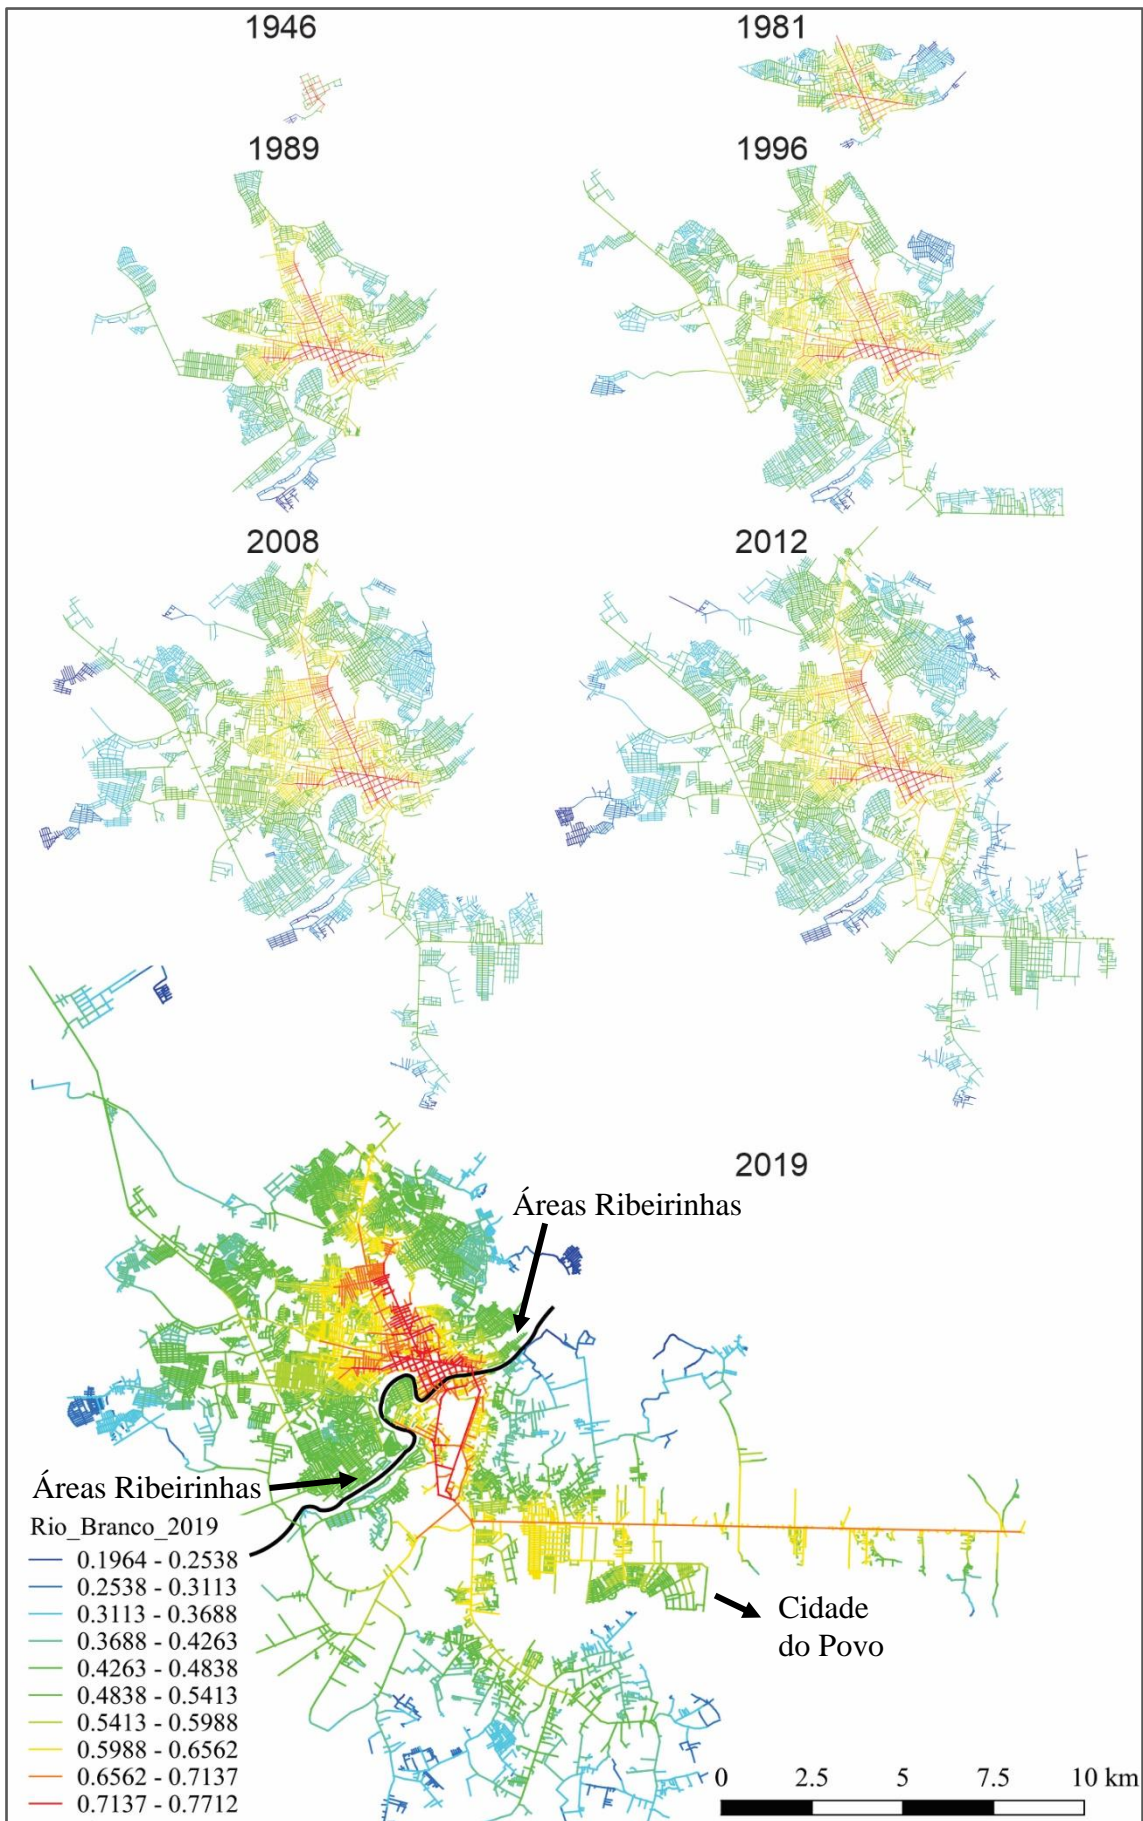 1946
1981
1989
1996
2008
2012
2019
Áreas Ribeirinhas
Áreas Ribeirinhas
Rio_Branco_2019
0.1964 - 0.2538
0.2538 - 0.3113
0.3113 - 0.3688
0.3688 - 0.4263
0.4263 - 0.4838
0.4838 - 0.5413
0.5413 - 0.5988
0.5988 - 0.6562
0.6562 - 0.7137
0.7137 - 0.7712
Cidade
do Povo
0 2.5 5 7.5 10 km